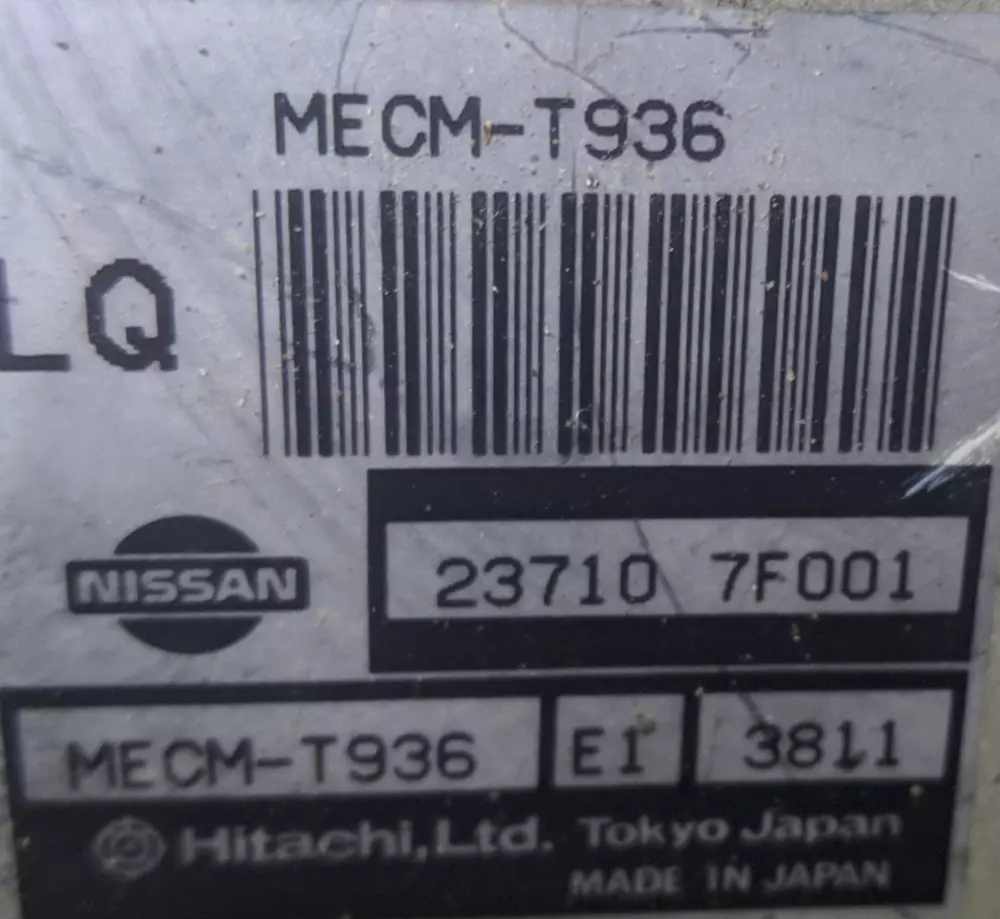 MECM-T936
LQ
NISSAN
23710 7F001
MECM-T936 E1 3811
Hitachi,Ltd. Tokyo Japan
MADE IN JAPAN